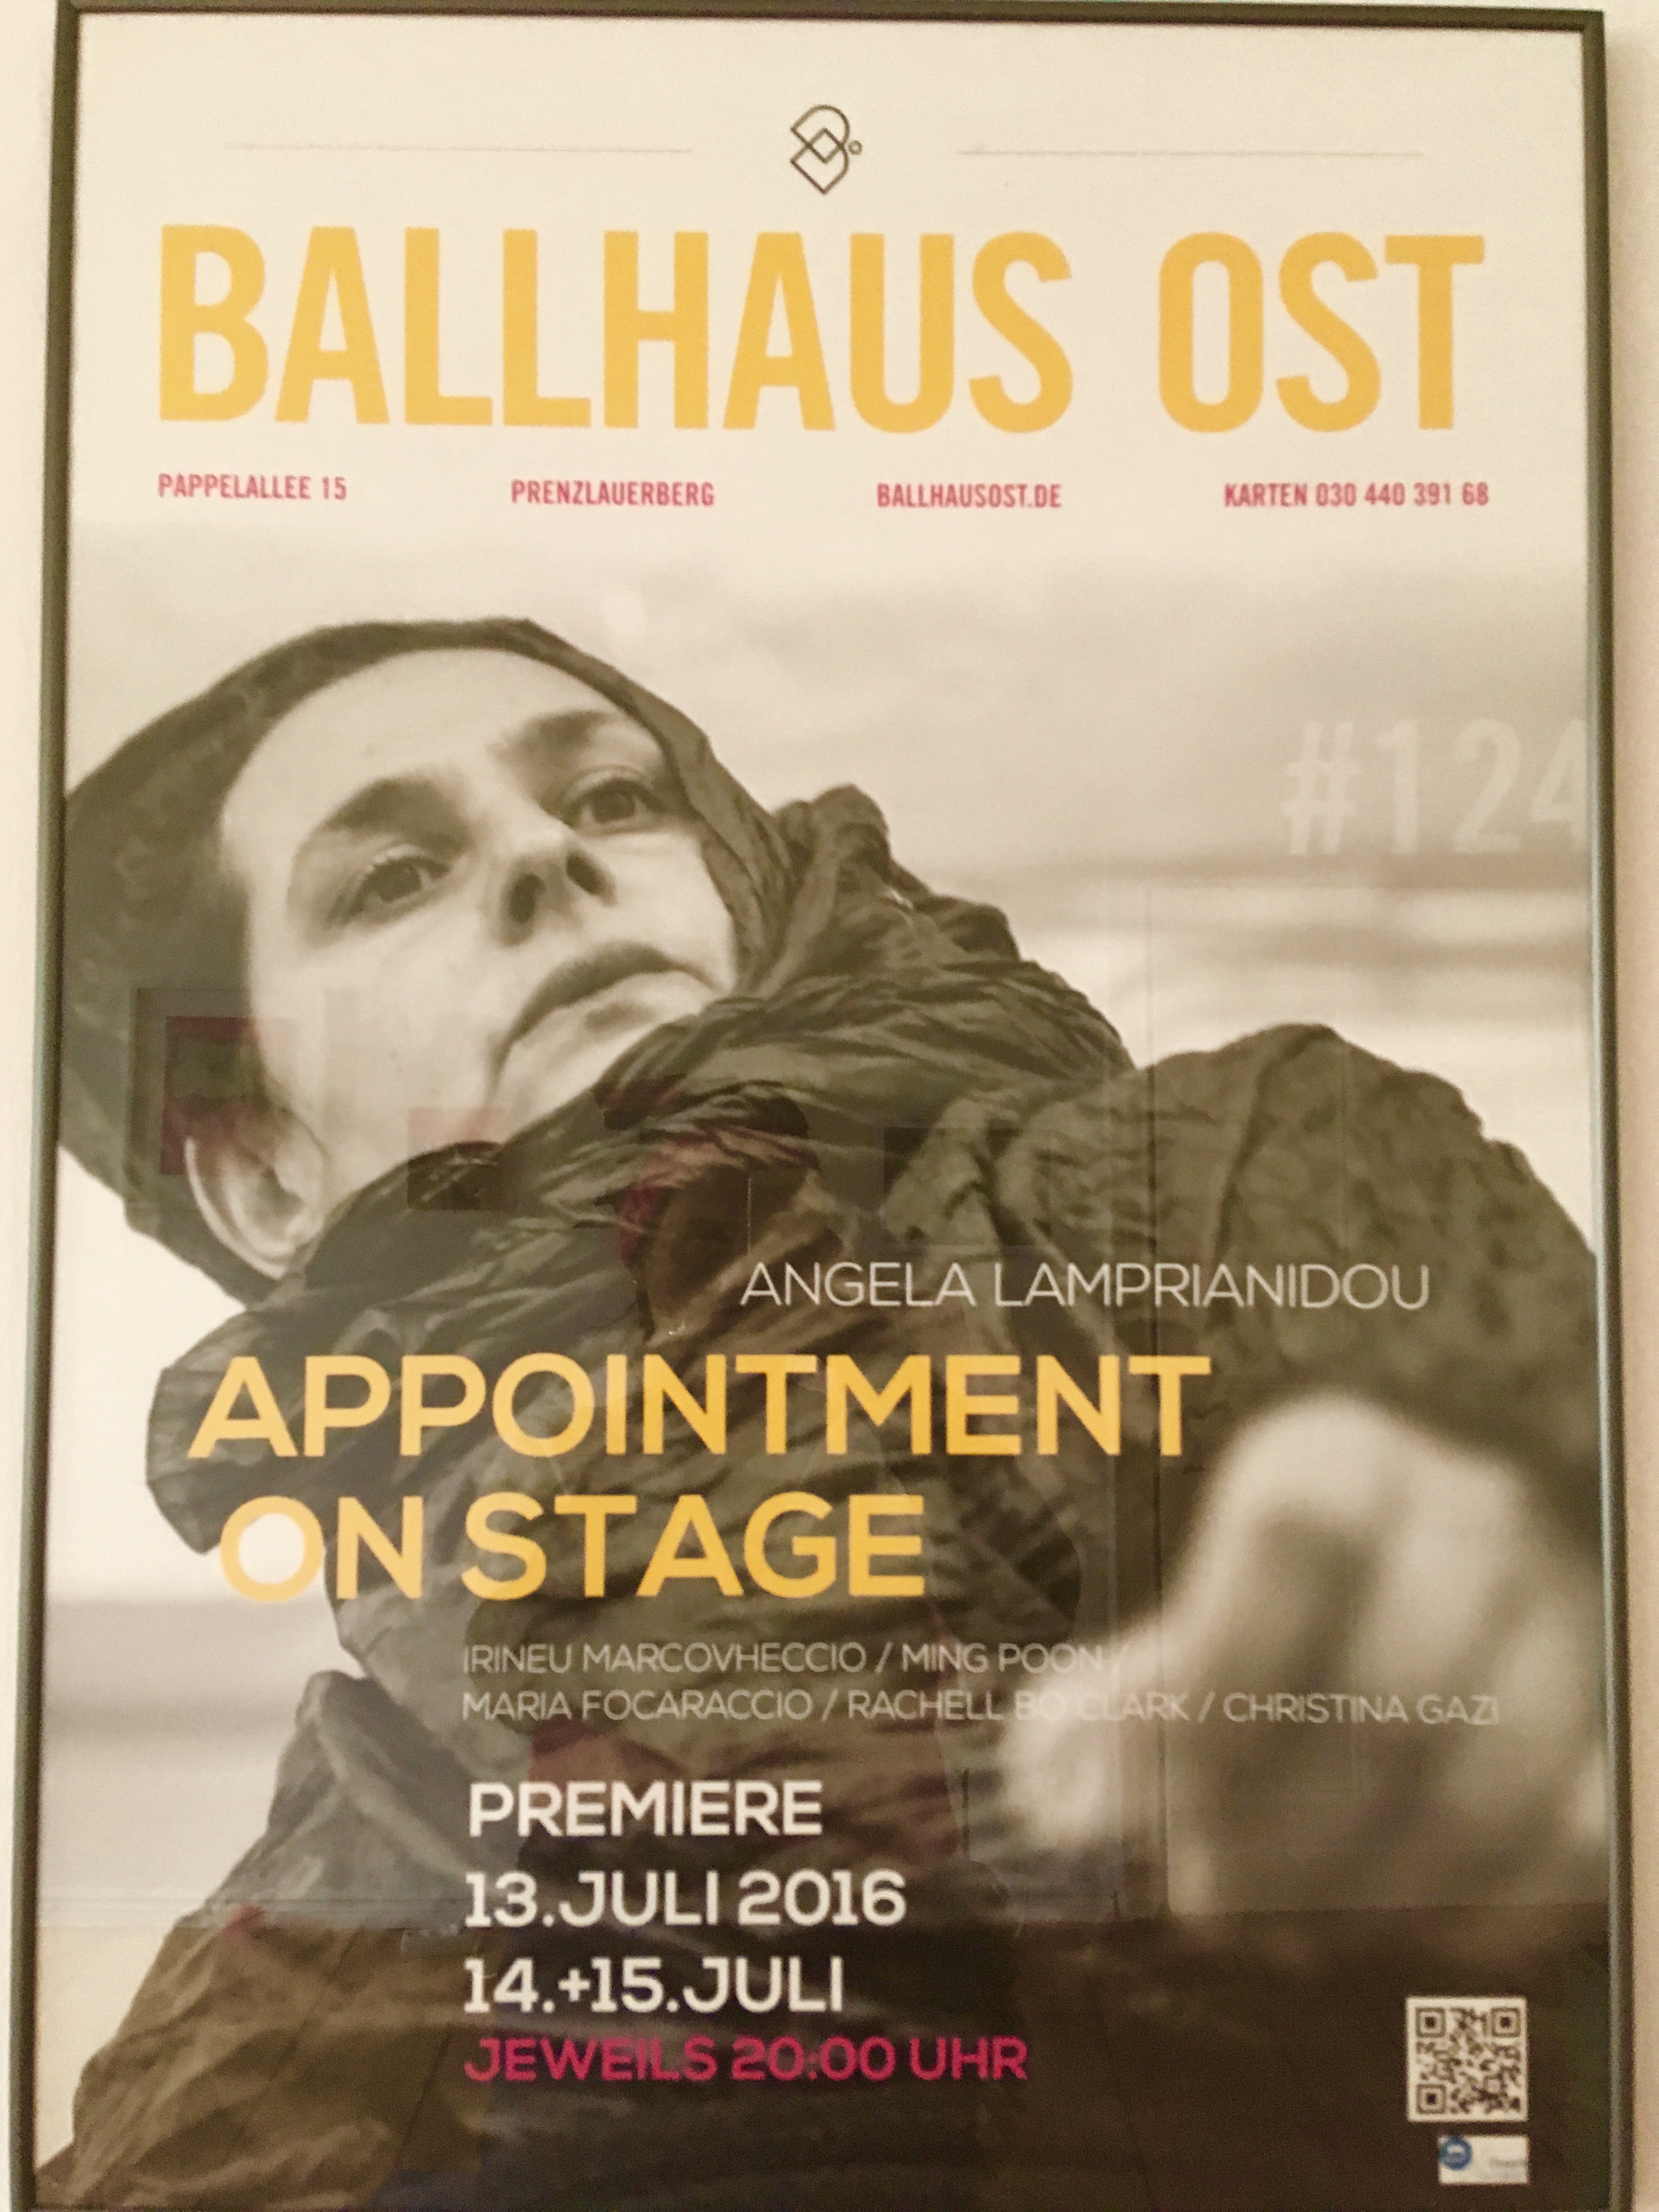 BALLHAUS OST
PAPPELALLEE 15 PRENZLAUERBERG BALLHAUSOST.DE KARTEN 030 440 391 68
#124
ANGELA LAMPRIANIDOU
APPOINTMENT
ON STAGE
IRINEU MARCOVHECCIO / MING POON /
MARIA FOCARACCIO / RACHELL BO CLARK / CHRISTINA GAZI
PREMIERE
13.JULI 2016
14.+15.JULI
JEWEILS 20:00 UHR